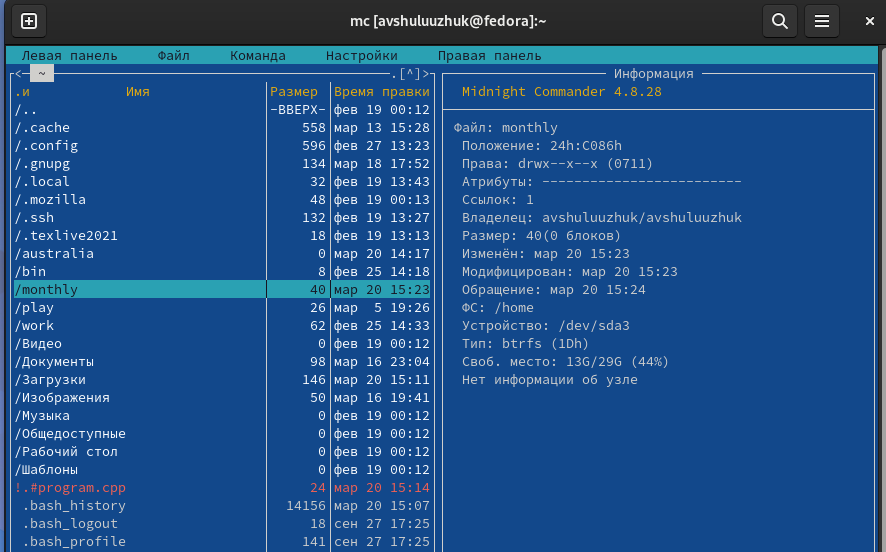 mc [avshuluuzhuk@fedora]:~
Левая панель Файл Команда Настройки Правая панель
<- ~ .[^]>
.и Имя Размер Время правки
/.. -ВВЕРХ- фев 19 00:12
/.cache 558 мар 13 15:28
/.config 596 фев 27 13:23
/.gnupg 134 мар 18 17:52
/.local 32 фев 19 13:43
/.mozilla 48 фев 19 00:13
/.ssh 132 фев 19 13:27
/.texlive2021 18 фев 19 13:13
/australia 0 мар 20 14:17
/bin 8 фев 25 14:18
/monthly 40 мар 20 15:23
/play 26 мар 5 19:26
/work 62 фев 25 14:33
/Видео 0 фев 19 00:12
/Документы 98 мар 16 23:04
/Загрузки 146 мар 20 15:11
/Изображения 50 мар 16 19:41
/Музыка 0 фев 19 00:12
/Общедоступные 0 фев 19 00:12
/Рабочий стол 0 фев 19 00:12
/Шаблоны 0 фев 19 00:12
!.#program.cpp 24 мар 20 15:14
.bash_history 14156 мар 20 15:07
.bash_logout 18 сен 27 17:25
.bash_profile 141 сен 27 17:25
Информация
Midnight Commander 4.8.28
Файл: monthly
Положение: 24h:C086h
Права: drwx--x--x (0711)
Атрибуты: -------------------------
Ссылок: 1
Владелец: avshuluuzhuk/avshuluuzhuk
Размер: 40(0 блоков)
Изменён: мар 20 15:23
Модифицирован: мар 20 15:23
Обращение: мар 20 15:24
ФС: /home
Устройство: /dev/sda3
Тип: btrfs (1Dh)
Своб. место: 13G/29G (44%)
Нет информации об узле